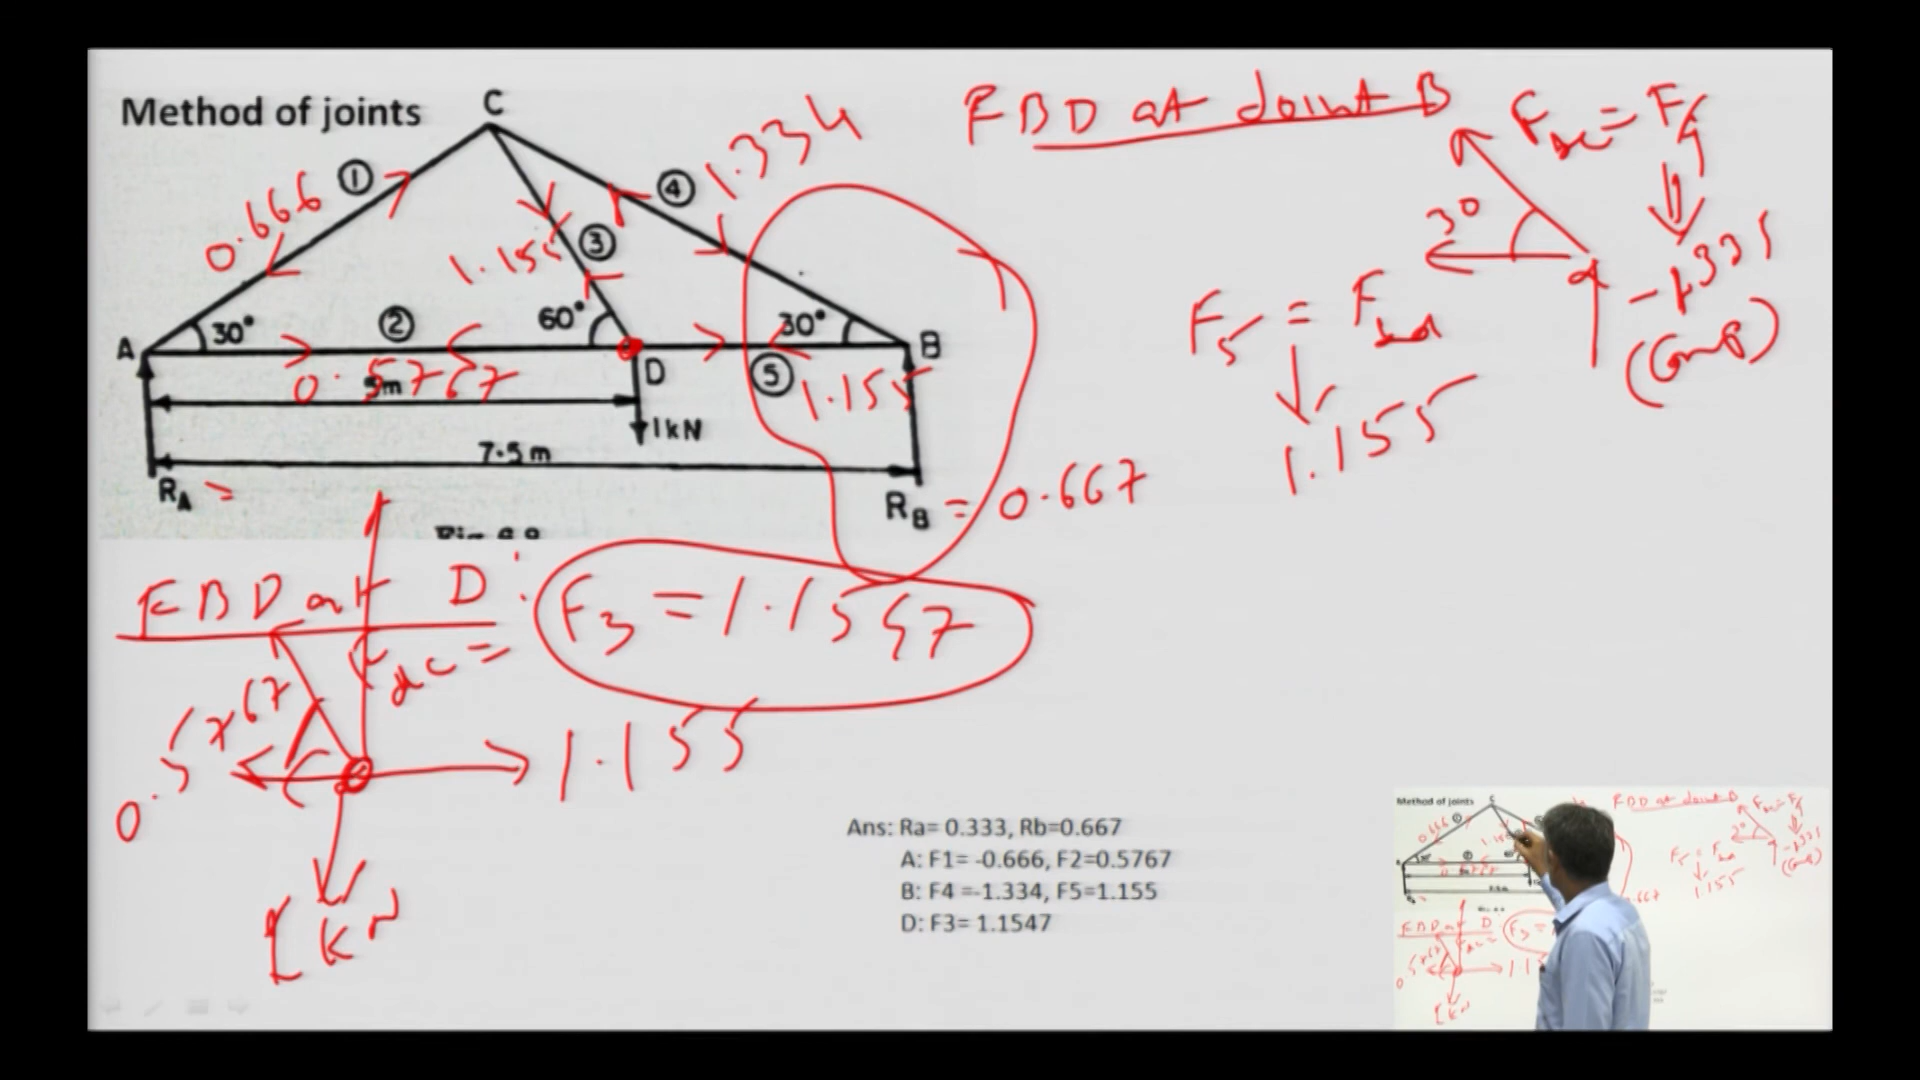 Method of joints
C
1
0.666
4
1.334
3
1.155
A
30°
2
60°
30°
B
0.5767
5m
D
5
1.155
1kN
7.5m
RA =
RB = 0.667
FBD at Joint B
30
F5 =
1.155
FBD at D:
F3 = 1.1547
0.5767
1.155
1 kN
Ans: Ra= 0.333, Rb=0.667
A: F1= -0.666, F2=0.5767
B: F4 =-1.334, F5=1.155
D: F3= 1.1547